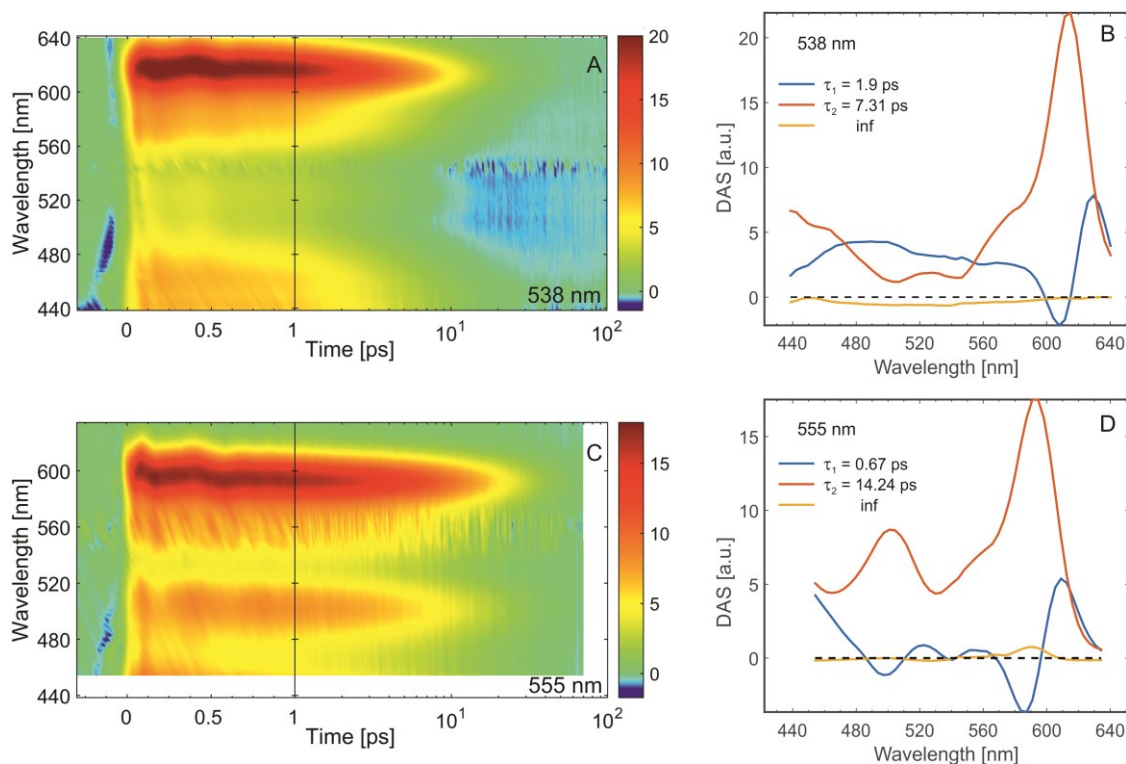 A
640
600
560
520
480
440
Wavelength [nm]
538 nm
0
0.5
1
10¹
10²
Time [ps]
20
15
10
5
0
B
538 nm
τ₁ = 1.9 ps
τ₂ = 7.31 ps
inf
20
15
10
5
0
DAS [a.u.]
440 480 520 560 600 640
Wavelength [nm]
C
600
560
520
480
440
Wavelength [nm]
555 nm
0
0.5
1
10¹
10²
Time [ps]
15
10
5
0
D
555 nm
τ₁ = 0.67 ps
τ₂ = 14.24 ps
inf
15
10
5
0
DAS [a.u.]
440 480 520 560 600 640
Wavelength [nm]